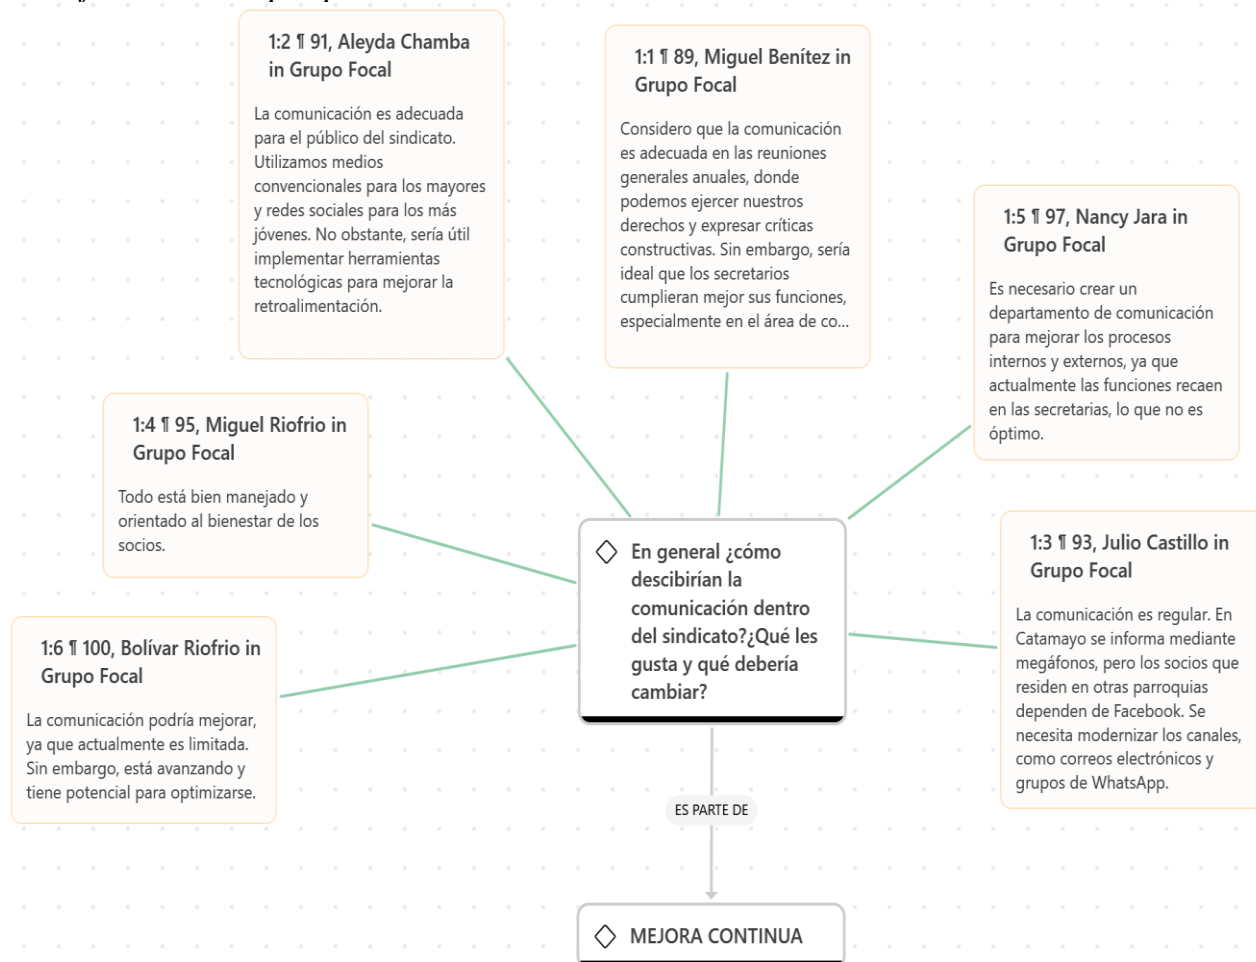 1:2 ¶ 91, Aleyda Chamba
in Grupo Focal
La comunicación es adecuada
para el público del sindicato.
Utilizamos medios
convencionales para los mayores
y redes sociales para los más
jóvenes. No obstante, sería útil
implementar herramientas
tecnológicas para mejorar la
retroalimentación.
1:1 ¶ 89, Miguel Benítez in
Grupo Focal
Considero que la comunicación
es adecuada en las reuniones
generales anuales, donde
podemos ejercer nuestros
derechos y expresar críticas
constructivas. Sin embargo, sería
ideal que los secretarios
cumplieran mejor sus funciones,
especialmente en el área de co...
1:5 ¶ 97, Nancy Jara in
Grupo Focal
Es necesario crear un
departamento de comunicación
para mejorar los procesos
internos y externos, ya que
actualmente las funciones recaen
en las secretarias, lo que no es
óptimo.
1:4 ¶ 95, Miguel Riofrio in
Grupo Focal
Todo está bien manejado y
orientado al bienestar de los
socios.
1:3 ¶ 93, Julio Castillo in
Grupo Focal
La comunicación es regular. En
Catamayo se informa mediante
megáfonos, pero los socios que
residen en otras parroquias
dependen de Facebook. Se
necesita modernizar los canales,
como correos electrónicos y
grupos de WhatsApp.
1:6 ¶ 100, Bolívar Riofrio in
Grupo Focal
La comunicación podría mejorar,
ya que actualmente es limitada.
Sin embargo, está avanzando y
tiene potencial para optimizarse.
En general ¿cómo
descibirían la
comunicación dentro
del sindicato?¿Qué les
gusta y qué debería
cambiar?
ES PARTE DE
MEJORA CONTINUA